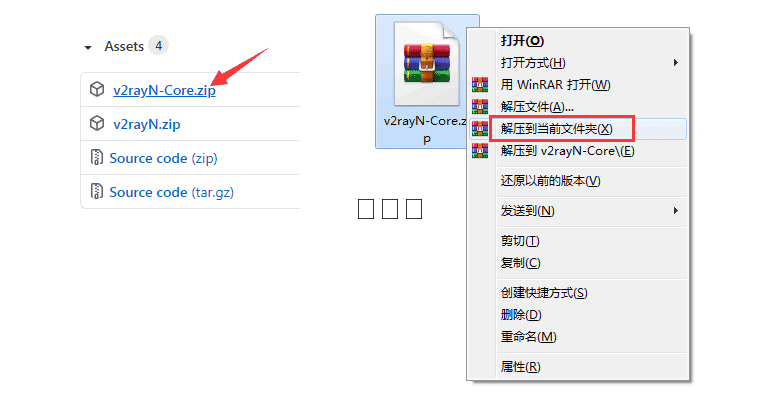 Assets 4
v2rayN-Core.zip
v2rayN.zip
Source code (zip)
Source code (tar.gz)
v2rayN-Core.zi
p
打开(O)
打开方式(H)
用 WinRAR 打开(W)
解压文件(A)...
解压到当前文件夹(X)
解压到 v2rayN-Core\(E)
还原以前的版本(V)
发送到(N)
剪切(T)
复制(C)
创建快捷方式(S)
删除(D)
重命名(M)
属性(R)